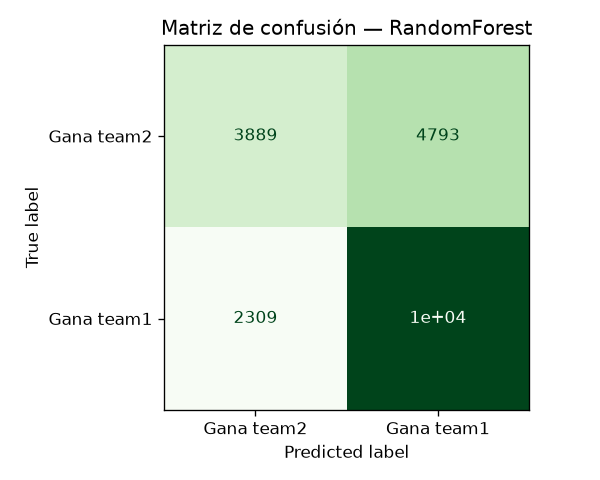 Matriz de confusión — RandomForest
True label
Gana team2
3889
4793
Gana team1
2309
1e+04
Gana team2
Gana team1
Predicted label